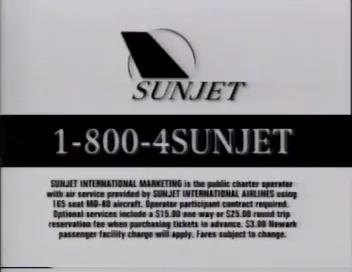 SUNJET
1-800-4SUNJET
SUNJET INTERNATIONAL MARKETING is the public charter operator
with air service provided by SUNJET INTERNATIONAL AIRLINES using
165 seat MD-80 aircraft. Operator participant contract required.
Optional services include a $15.00 one way or $25.00 round trip
reservation fee when purchasing tickets in advance. $3.00 Newark
passenger facility charge will apply. Fares subject to change.